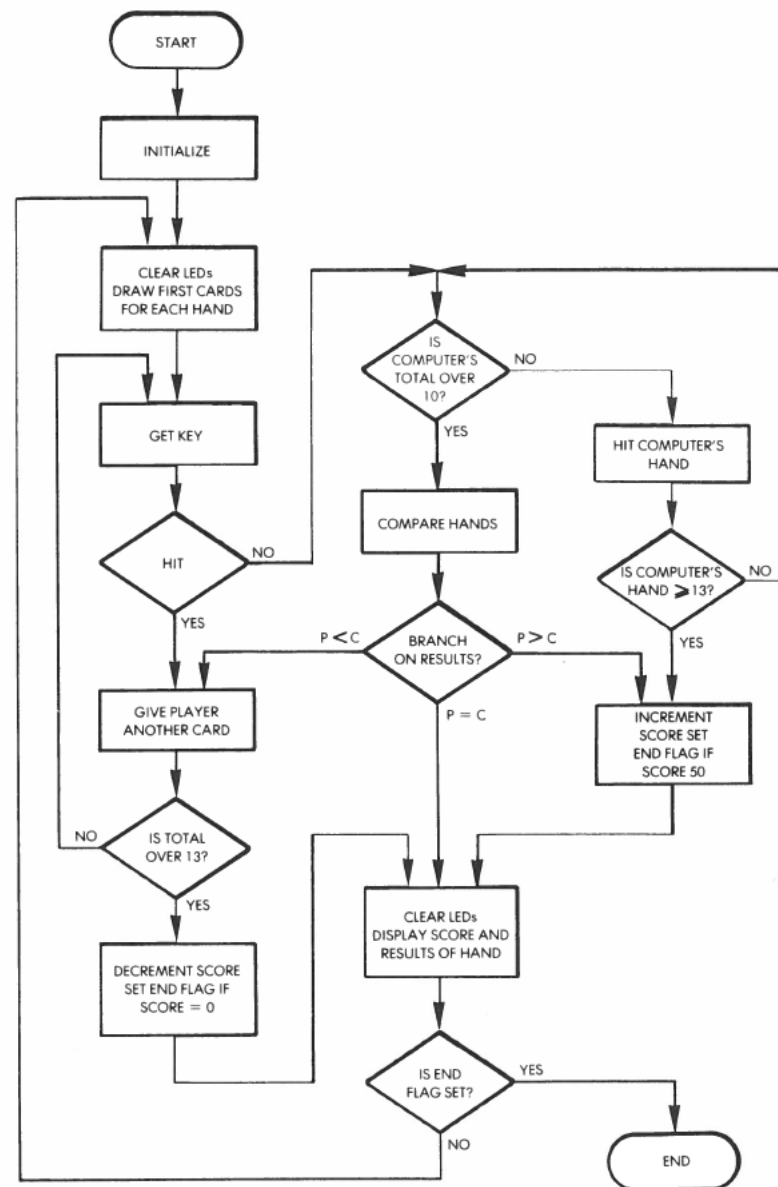 START
INITIALIZE
CLEAR LEDs
DRAW FIRST CARDS
FOR EACH HAND
GET KEY
HIT
NO
YES
GIVE PLAYER
ANOTHER CARD
IS TOTAL
OVER 13?
NO
YES
DECREMENT SCORE
SET END FLAG IF
SCORE = 0
IS
COMPUTER'S
TOTAL OVER
10?
NO
YES
HIT COMPUTER'S
HAND
COMPARE HANDS
IS COMPUTER'S
HAND ⩾13?
NO
YES
BRANCH
ON RESULTS?
P < C
P > C
P = C
INCREMENT
SCORE SET
END FLAG IF
SCORE 50
CLEAR LEDs
DISPLAY SCORE AND
RESULTS OF HAND
IS END
FLAG SET?
YES
NO
END